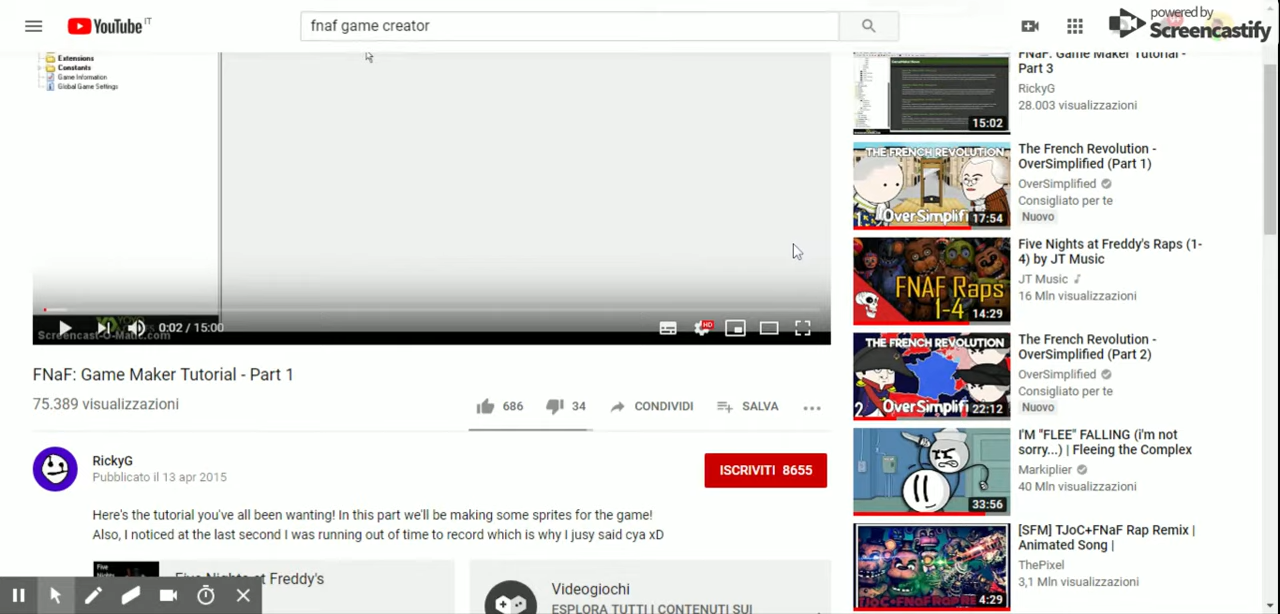 YouTube IT
fnaf game creator
powered by
Screencastify
Extensions
Constants
Game Information
Global Game Settings
0:02 / 15:00
HD
Screencast-O-Matic.com
FNaF: Game Maker Tutorial - Part 1
75.389 visualizzazioni
686
34
CONDIVIDI
SALVA
RickyG
Pubblicato il 13 apr 2015
ISCRIVITI 8655
Here's the tutorial you've all been wanting! In this part we'll be making some sprites for the game!
Also, I noticed at the last second I was running out of time to record which is why I jusy said cya xD
Five
Five Nights at Freddy's
Videogiochi
ESPLORA TUTTI I CONTENUTI SUI
15:02
FNaF: Game Maker Tutorial -
Part 3
RickyG
28.003 visualizzazioni
THE FRENCH REVOLUTION
OverSimplifi
17:54
The French Revolution -
OverSimplified (Part 1)
OverSimplified
Consigliato per te
Nuovo
FNAF Raps
1-4
14:29
Five Nights at Freddy's Raps (1-
4) by JT Music
JT Music
16 Mln visualizzazioni
THE FRENCH REVOLUTION
2
OverSimplif
22:12
The French Revolution -
OverSimplified (Part 2)
OverSimplified
Consigliato per te
Nuovo
33:56
I'M "FLEE" FALLING (i'm not
sorry...) | Fleeing the Complex
Markiplier
40 Mln visualizzazioni
4:29
[SFM] TJoC+FNaF Rap Remix |
Animated Song |
ThePixel
3,1 Mln visualizzazioni